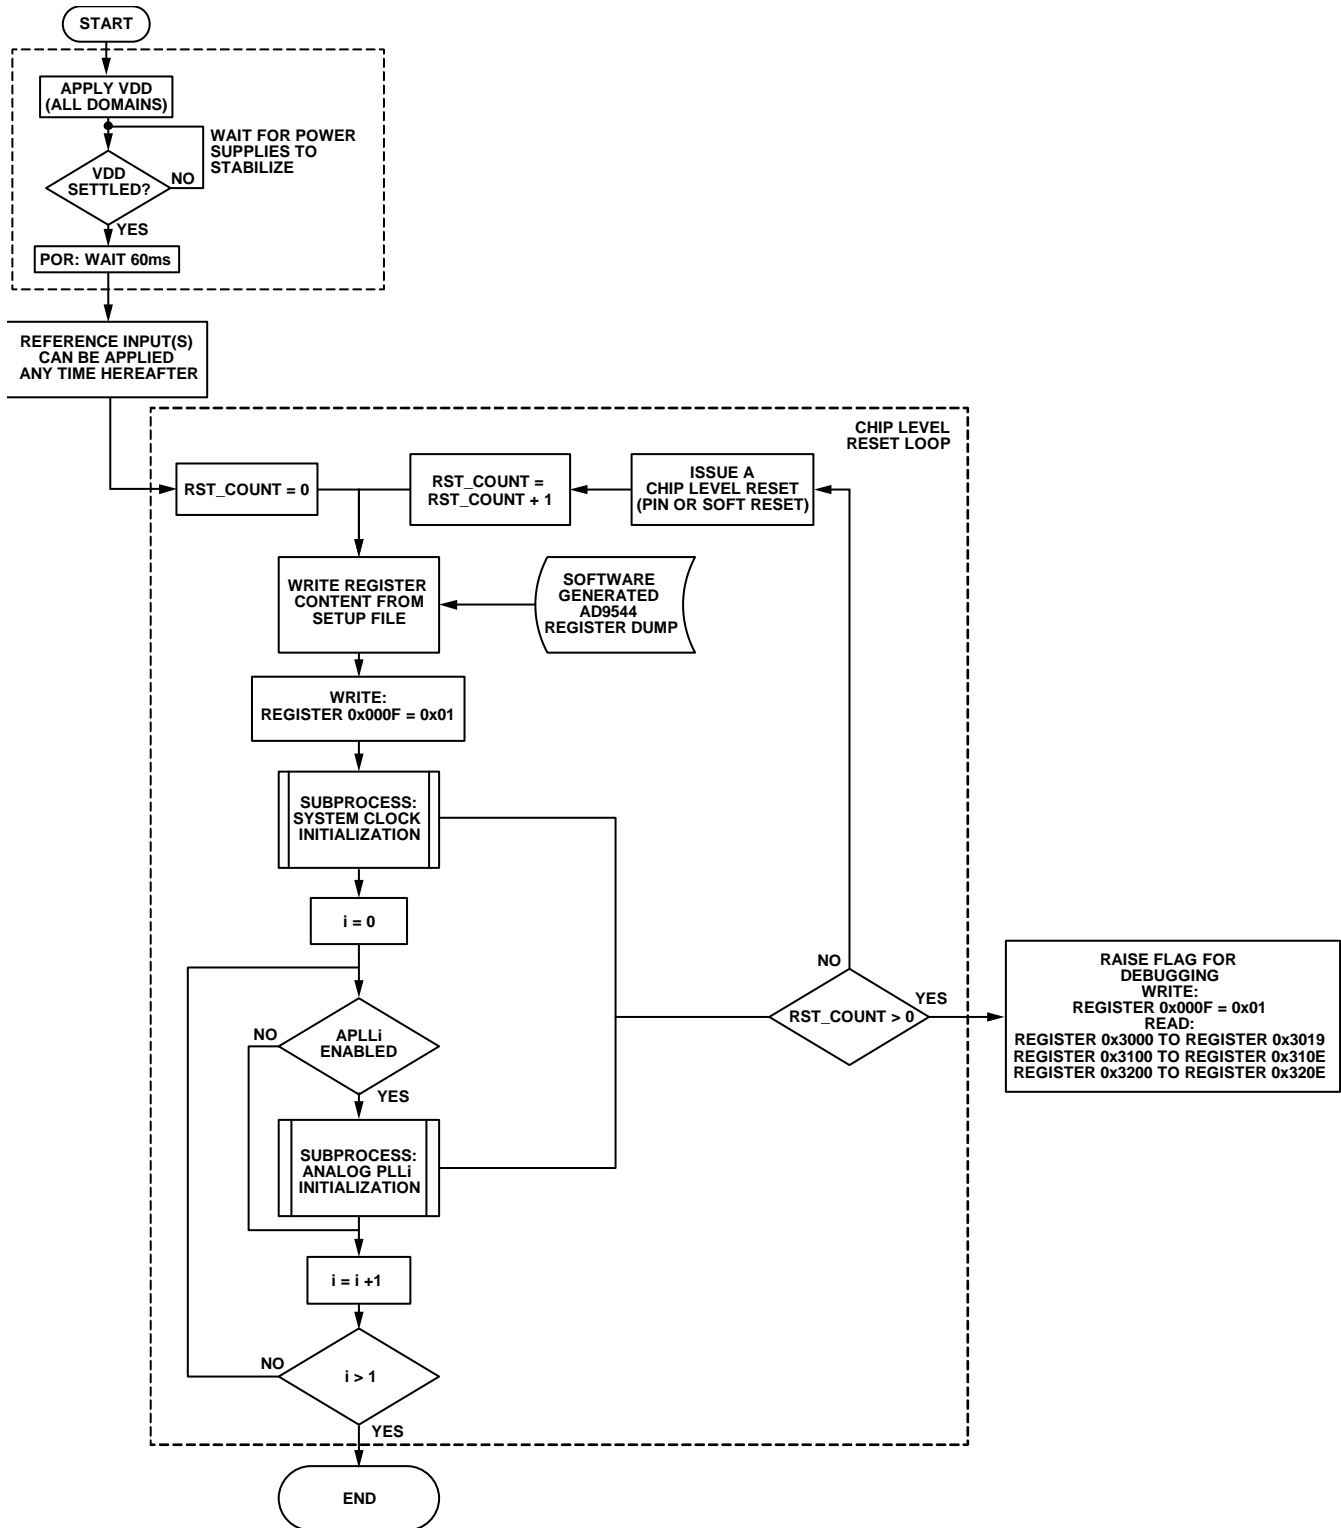 START
APPLY VDD
(ALL DOMAINS)
WAIT FOR POWER
SUPPLIES TO
STABILIZE
VDD
SETTLED?
NO
YES
POR: WAIT 60ms
REFERENCE INPUT(S)
CAN BE APPLIED
ANY TIME HEREAFTER
CHIP LEVEL
RESET LOOP
RST_COUNT = 0
RST_COUNT =
RST_COUNT + 1
ISSUE A
CHIP LEVEL RESET
(PIN OR SOFT RESET)
WRITE REGISTER
CONTENT FROM
SETUP FILE
SOFTWARE
GENERATED
AD9544
REGISTER DUMP
WRITE:
REGISTER 0x000F = 0x01
SUBPROCESS:
SYSTEM CLOCK
INITIALIZATION
i = 0
NO
APLLi
ENABLED
YES
NO
RST_COUNT > 0
YES
RAISE FLAG FOR
DEBUGGING
WRITE:
REGISTER 0x000F = 0x01
READ:
REGISTER 0x3000 TO REGISTER 0x3019
REGISTER 0x3100 TO REGISTER 0x310E
REGISTER 0x3200 TO REGISTER 0x320E
SUBPROCESS:
ANALOG PLLi
INITIALIZATION
i = i +1
NO
i > 1
YES
END